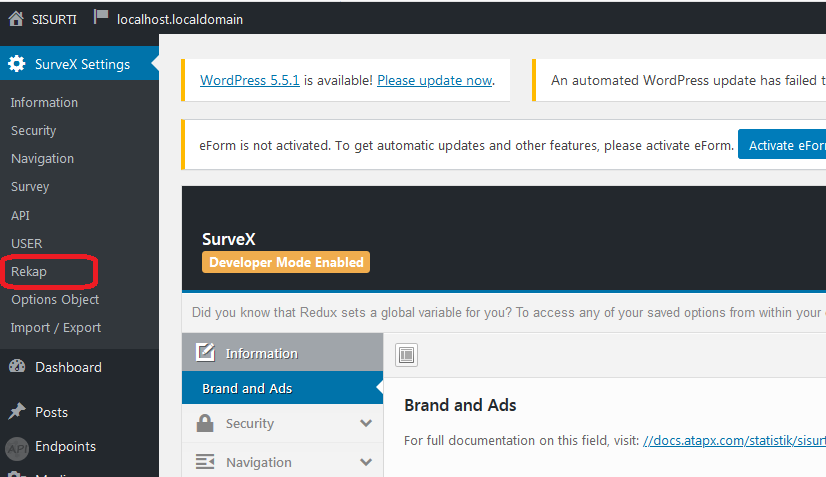 SISURTI localhost.localdomain
SurveX Settings
Information
Security
Navigation
Survey
API
USER
Rekap
Options Object
Import / Export
Dashboard
Posts
API Endpoints
WordPress 5.5.1 is available! Please update now.
An automated WordPress update has failed t
eForm is not activated. To get automatic updates and other features, please activate eForm. Activate eFor
SurveX
Developer Mode Enabled
Did you know that Redux sets a global variable for you? To access any of your saved options from within your
Information
Brand and Ads
Security
Navigation
Brand and Ads
For full documentation on this field, visit: //docs.atapx.com/statistik/sisurt